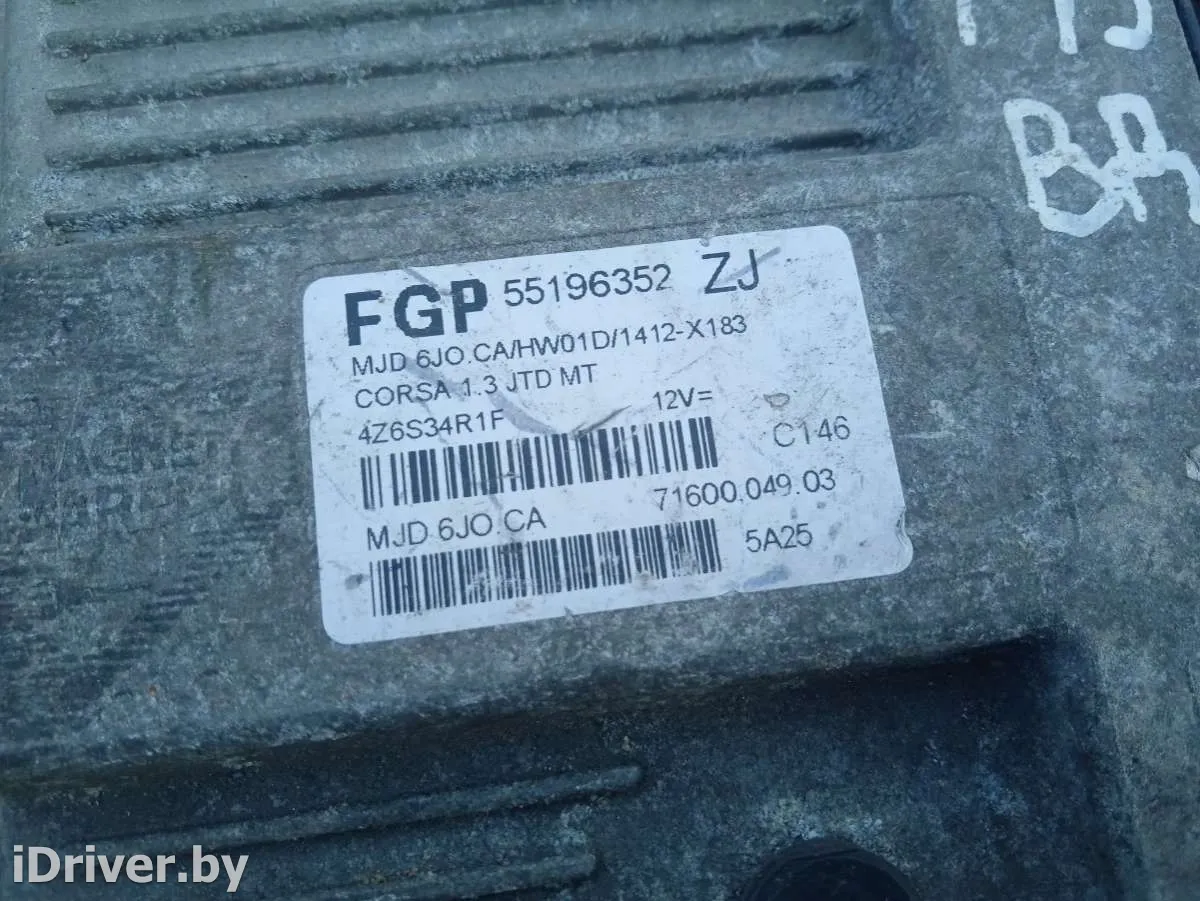 BA
FGP 55196352 ZJ
MJD 6JO.CA/HW01D/1412-X183
CORSA 1.3 JTD MT
4Z6S34R1F 12V=
C146
MJD 6JO.CA 71600.049.03
5A25
iDriver.by